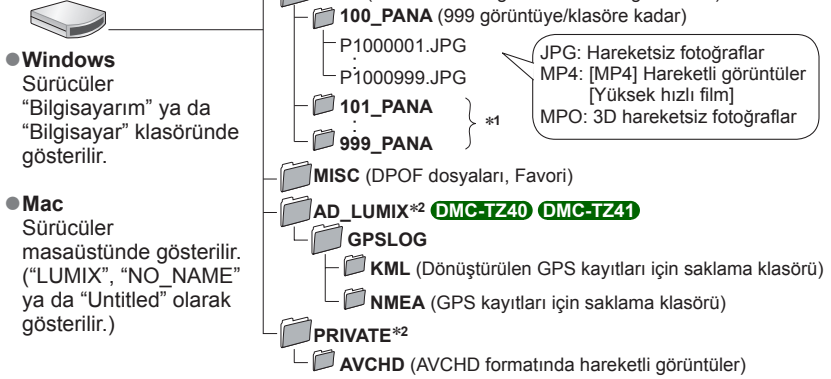 ●Windows
Sürücüler
“Bilgisayarım” ya da
“Bilgisayar” klasöründe
gösterilir.
●Mac
Sürücüler
masaüstünde gösterilir.
(“LUMIX”, “NO_NAME”
ya da “Untitled” olarak
gösterilir.)
100_PANA (999 görüntüye/klasöre kadar)
P1000001.JPG
:
P1000999.JPG
JPG: Hareketsiz fotoğraflar
MP4: [MP4] Hareketli görüntüler
[Yüksek hızlı film]
MPO: 3D hareketsiz fotoğraflar
101_PANA
:
*1
999_PANA
MISC (DPOF dosyaları, Favori)
AD_LUMIX*2 DMC-TZ40 DMC-TZ41
GPSLOG
KML (Dönüştürülen GPS kayıtları için saklama klasörü)
NMEA (GPS kayıtları için saklama klasörü)
PRIVATE*2
AVCHD (AVCHD formatında hareketli görüntüler)